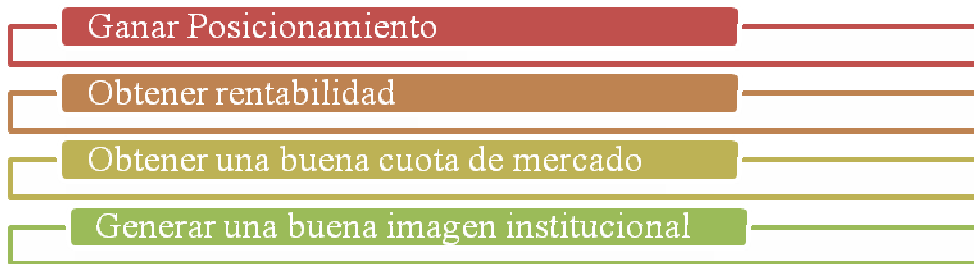 Ganar Posicionamiento
Obtener rentabilidad
Obtener una buena cuota de mercado
Generar una buena imagen institucional